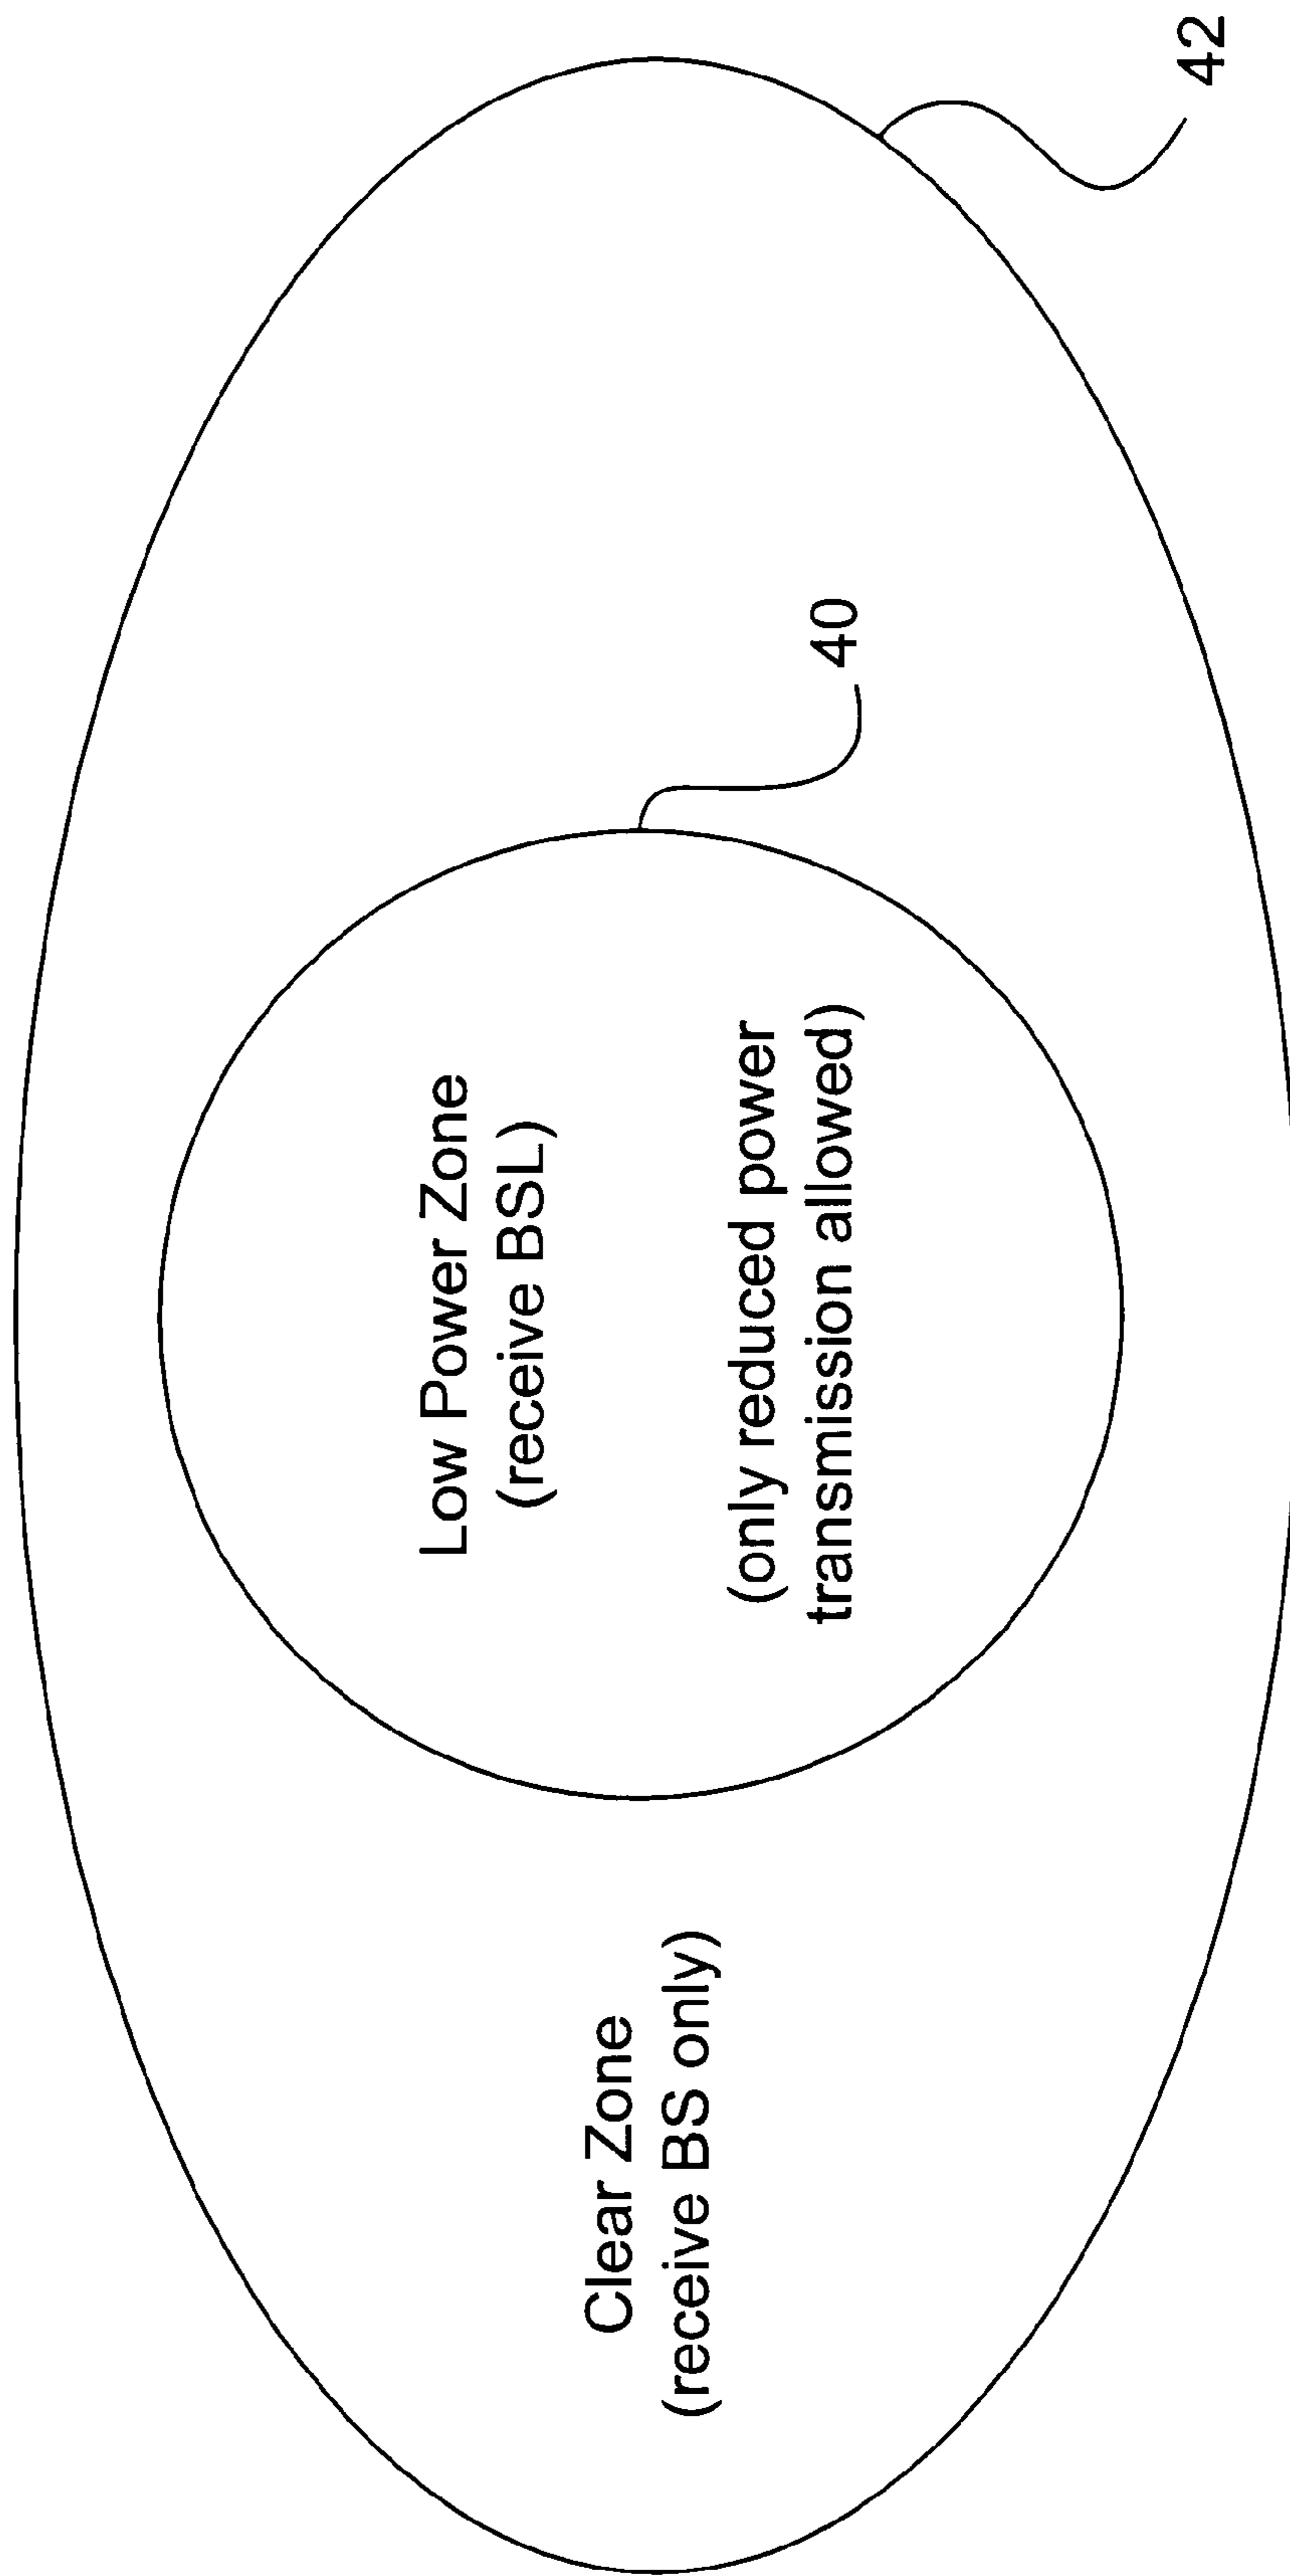 Clear Zone
(receive BS only)
Low Power Zone
(receive BSL)
(only reduced power
transmission allowed)
40
42